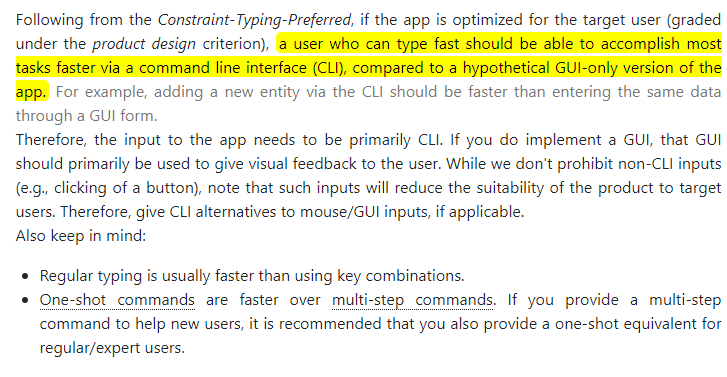 Following from the Constraint-Typing-Preferred, if the app is optimized for the target user (graded
under the product design criterion), a user who can type fast should be able to accomplish most
tasks faster via a command line interface (CLI), compared to a hypothetical GUI-only version of the
app. For example, adding a new entity via the CLI should be faster than entering the same data
through a GUI form.
Therefore, the input to the app needs to be primarily CLI. If you do implement a GUI, that GUI
should primarily be used to give visual feedback to the user. While we don't prohibit non-CLI inputs
(e.g., clicking of a button), note that such inputs will reduce the suitability of the product to target
users. Therefore, give CLI alternatives to mouse/GUI inputs, if applicable.
Also keep in mind:
• Regular typing is usually faster than using key combinations.
• One-shot commands are faster over multi-step commands. If you provide a multi-step
command to help new users, it is recommended that you also provide a one-shot equivalent for
regular/expert users.